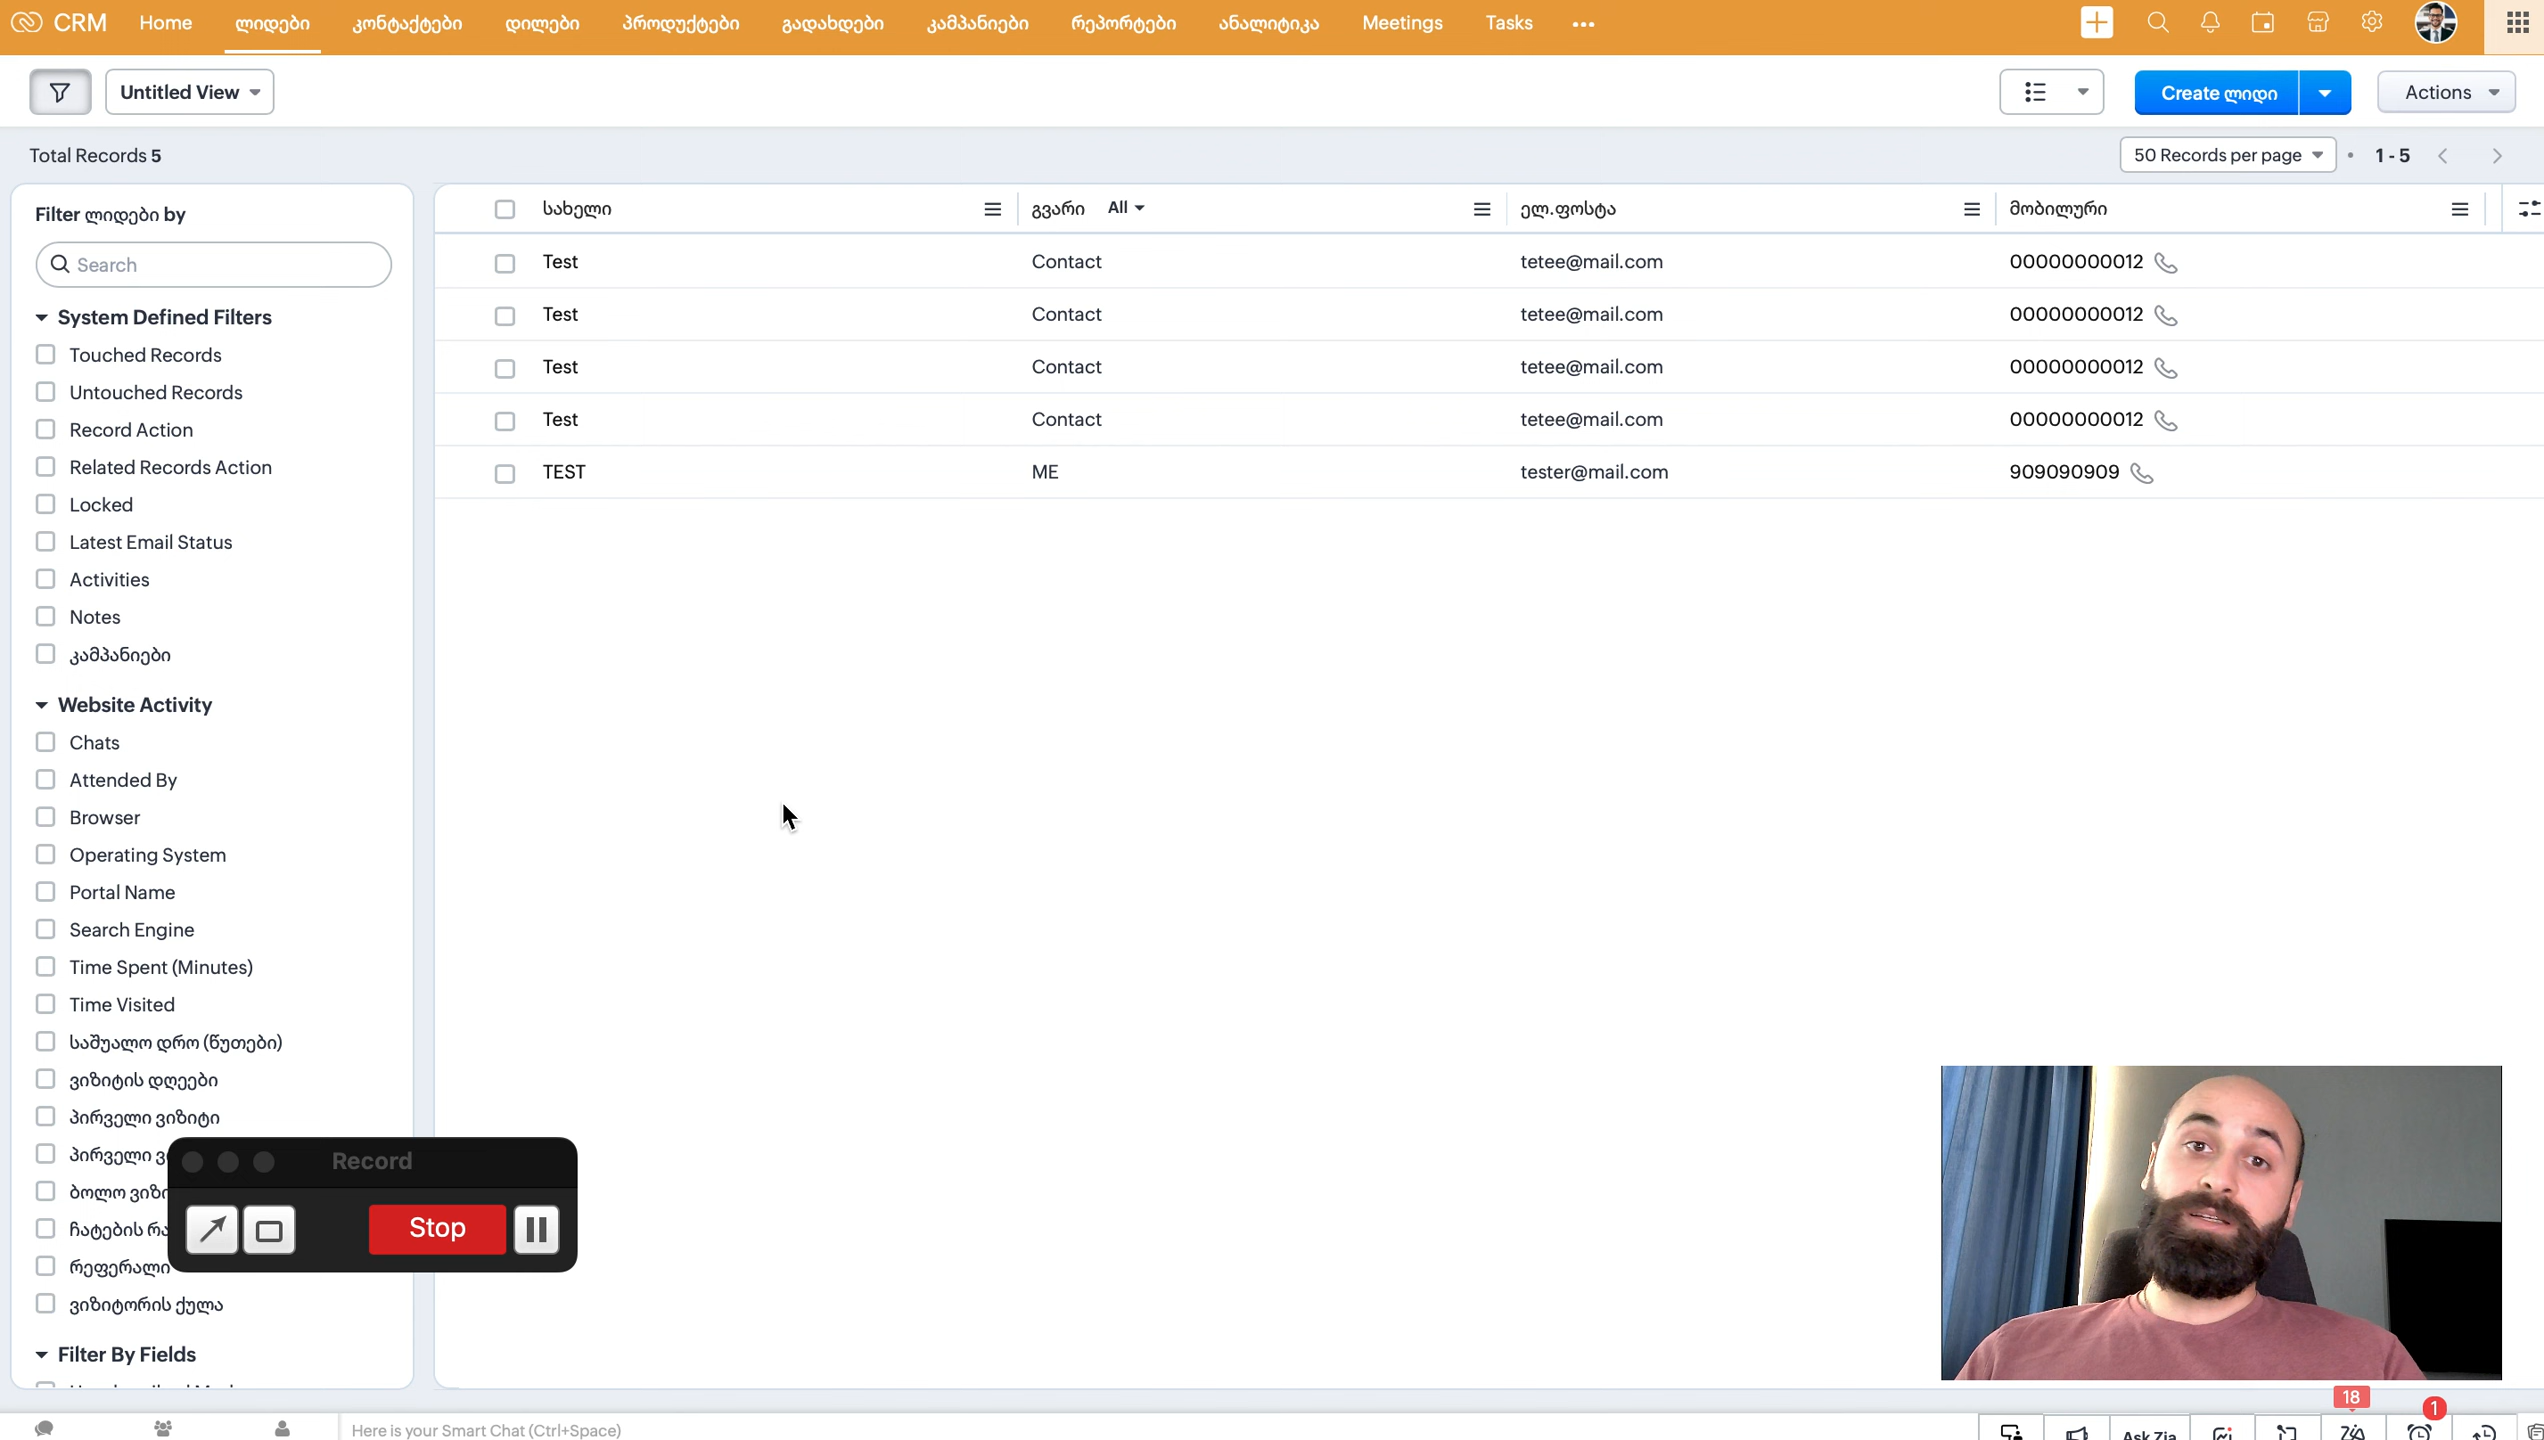 CRM Home ლიდები კონტაქტები დილები პროდუქტები გადახდები კამპანიები რეპორტები ანალიტიკა Meetings Tasks •••
Untitled View
Create ლიდი
Actions
Total Records 5
50 Records per page • 1 - 5
Filter ლიდები by
Search
System Defined Filters
Touched Records
Untouched Records
Record Action
Related Records Action
Locked
Latest Email Status
Activities
Notes
კამპანიები
Website Activity
Chats
Attended By
Browser
Operating System
Portal Name
Search Engine
Time Spent (Minutes)
Time Visited
საშუალო დრო (წუთები)
ვიზიტის დღეები
პირველი ვიზიტი
პირველი
ბოლო
ჩატების
რეფერალი
ვიზიტორის ქულა
Filter By Fields
სახელი გვარი All ელ.ფოსტა მობილური
Test Contact tetee@mail.com 00000000012
Test Contact tetee@mail.com 00000000012
Test Contact tetee@mail.com 00000000012
Test Contact tetee@mail.com 00000000012
TEST ME tester@mail.com 909090909
Record
Stop
18
1
Here is your Smart Chat (Ctrl+Space)
Ask Zia